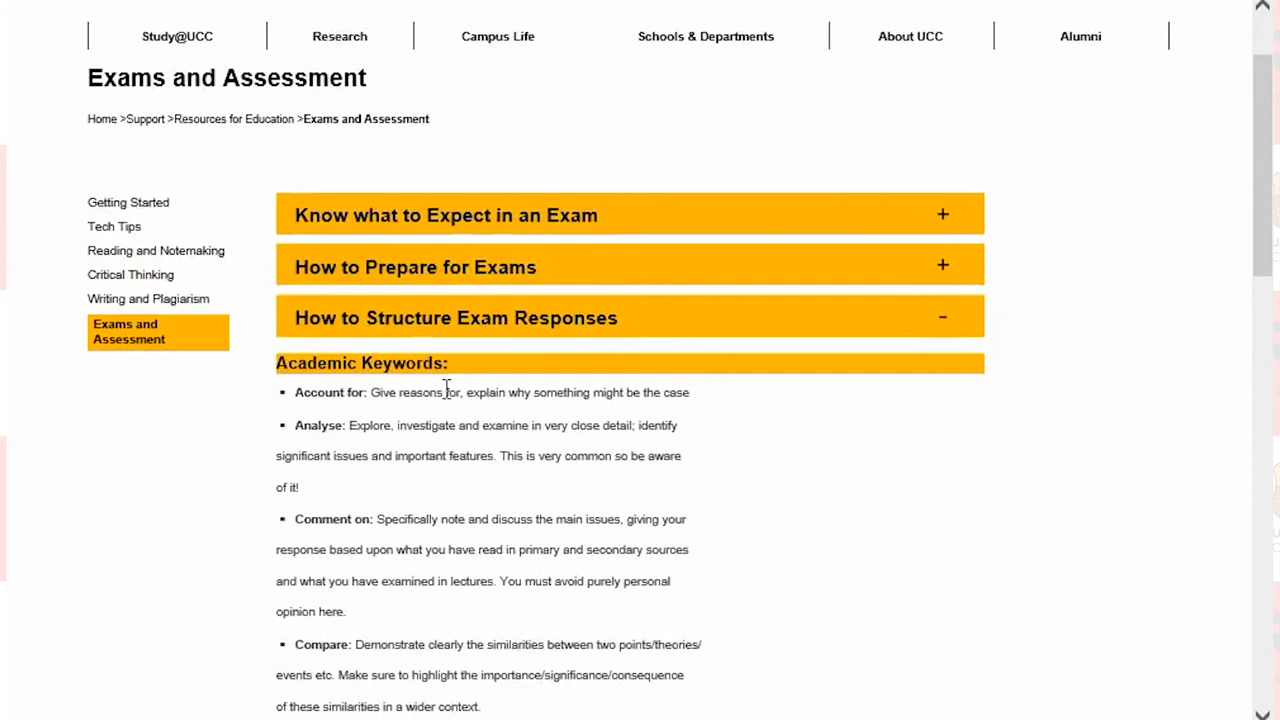 Study@UCC
Research
Campus Life
Schools & Departments
About UCC
Alumni
Exams and Assessment
Home >Support >Resources for Education >Exams and Assessment
Getting Started
Tech Tips
Reading and Notemaking
Critical Thinking
Writing and Plagiarism
Exams and
Assessment
Know what to Expect in an Exam +
How to Prepare for Exams +
How to Structure Exam Responses -
Academic Keywords:
▪ Account for: Give reasons for, explain why something might be the case
▪ Analyse: Explore, investigate and examine in very close detail; identify
significant issues and important features. This is very common so be aware
of it!
▪ Comment on: Specifically note and discuss the main issues, giving your
response based upon what you have read in primary and secondary sources
and what you have examined in lectures. You must avoid purely personal
opinion here.
▪ Compare: Demonstrate clearly the similarities between two points/theories/
events etc. Make sure to highlight the importance/significance/consequence
of these similarities in a wider context.